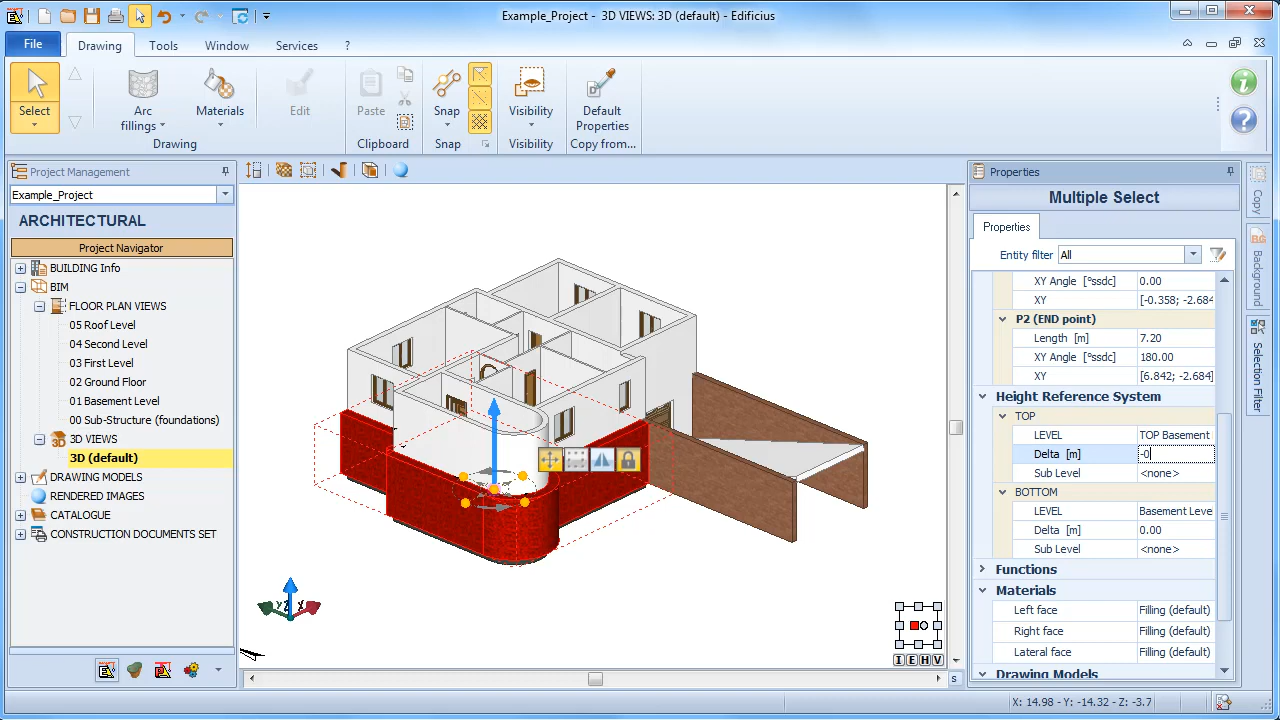 Example_Project - 3D VIEWS: 3D (default) - Edificius
File
Drawing
Tools
Window
Services
?
Select
Arc fillings
Materials
Edit
Paste
Snap
Visibility
Default Properties
Drawing
Clipboard
Snap
Visibility
Copy from...
Project Management
Example_Project
ARCHITECTURAL
Project Navigator
BUILDING Info
BIM
FLOOR PLAN VIEWS
05 Roof Level
04 Second Level
03 First Level
02 Ground Floor
01 Basement Level
00 Sub-Structure (foundations)
3D VIEWS
3D (default)
DRAWING MODELS
RENDERED IMAGES
CATALOGUE
CONSTRUCTION DOCUMENTS SET
I E H V
s
Properties
Multiple Select
Properties
Entity filter All
XY Angle [°ssdc] 0.00
XY [-0.358; -2.684
P2 (END point)
Length [m] 7.20
XY Angle [°ssdc] 180.00
XY [6.842; -2.684]
Height Reference System
TOP
LEVEL TOP Basement
Delta [m] -0
Sub Level <none>
BOTTOM
LEVEL Basement Leve
Delta [m] 0.00
Sub Level <none>
Functions
Materials
Left face Filling (default)
Right face Filling (default)
Lateral face Filling (default)
Drawing Models
Copy
BG
Background
Selection Filter
X: 14.98 - Y: -14.32 - Z: -3.7